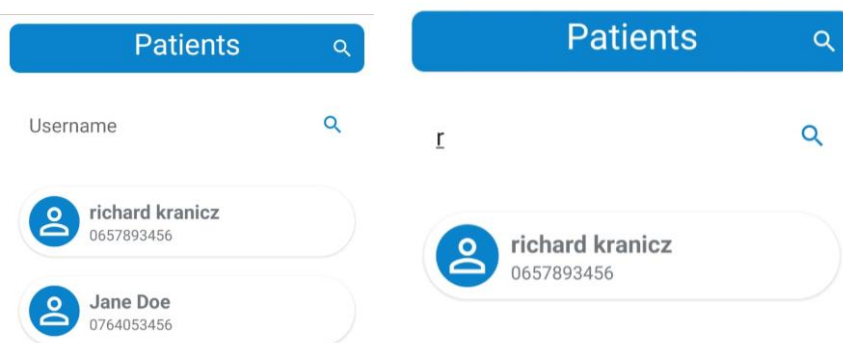 Patients
Username
richard kranicz
0657893456
Jane Doe
0764053456
Patients
r
richard kranicz
0657893456